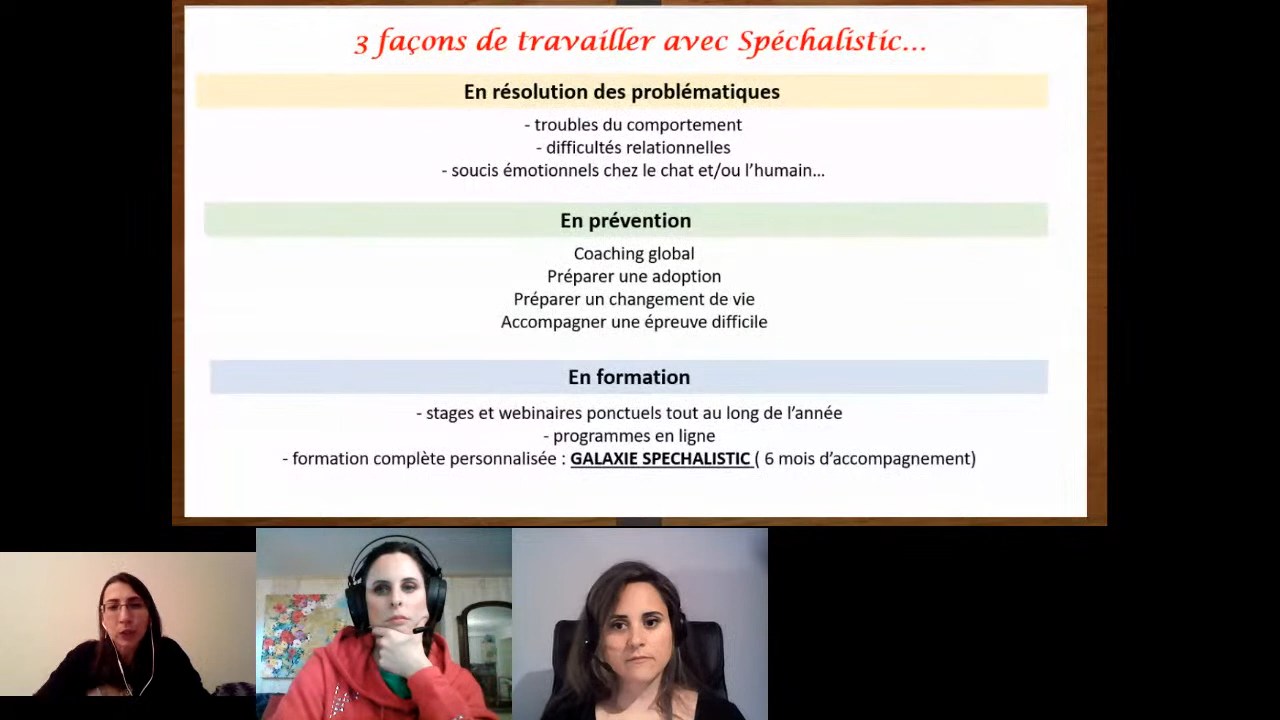 3 façons de travailler avec Spéchalistic...
En résolution des problématiques
- troubles du comportement
- difficultés relationnelles
- soucis émotionnels chez le chat et/ou l'humain...
En prévention
Coaching global
Préparer une adoption
Préparer un changement de vie
Accompagner une épreuve difficile
En formation
- stages et webinaires ponctuels tout au long de l'année
- programmes en ligne
- formation complète personnalisée : GALAXIE SPECHALISTIC ( 6 mois d'accompagnement)